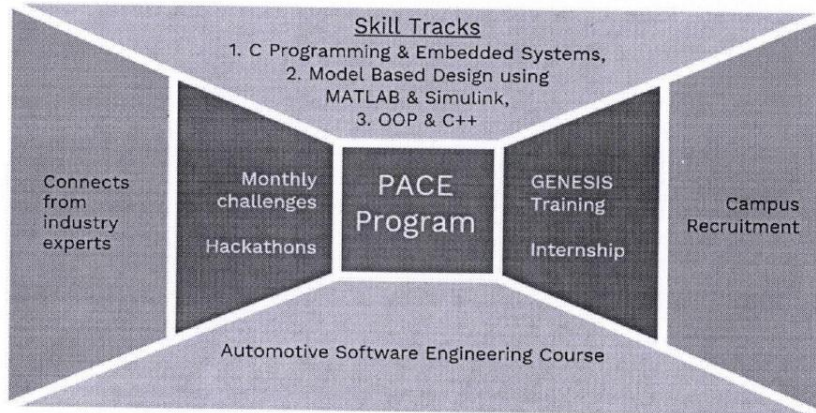 Skill Tracks
1. C Programming & Embedded Systems,
2. Model Based Design using
MATLAB & Simulink,
3. OOP & C++
Connects
from
industry
experts
Monthly
challenges
Hackathons
PACE
Program
GENESIS
Training
Internship
Campus
Recruitment
Automotive Software Engineering Course